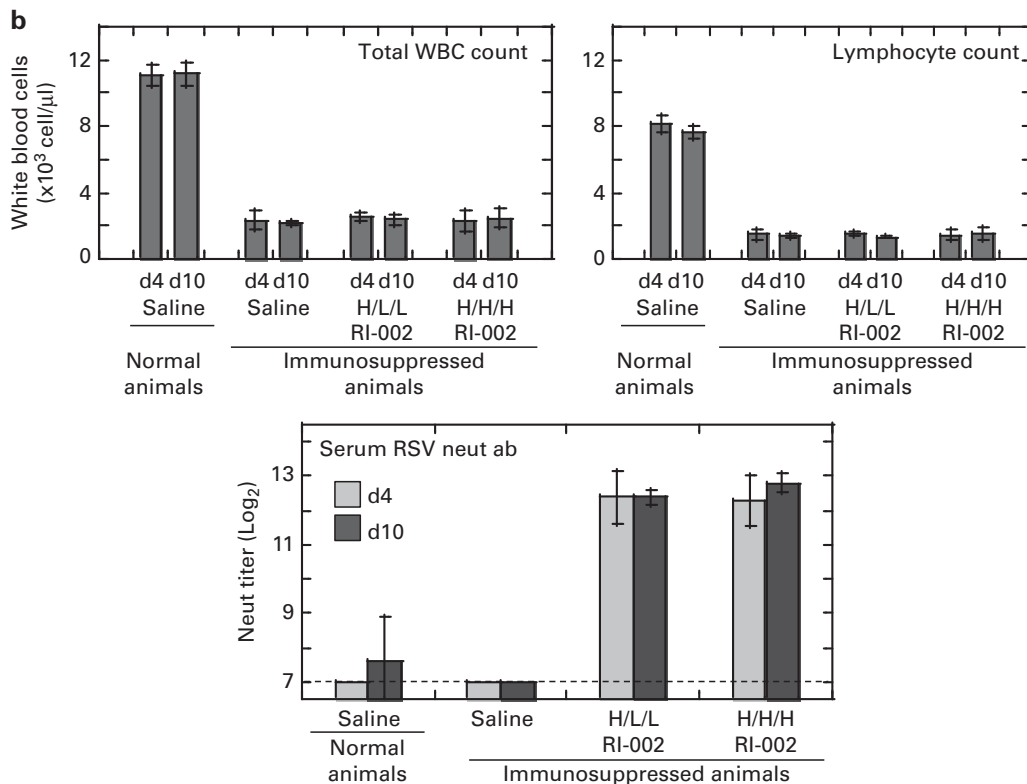 b
Total WBC count
White blood cells
(x10³ cell/µl)
12
8
4
0
d4 d10 d4 d10 d4 d10 d4 d10
Saline Saline H/L/L H/H/H
RI-002 RI-002
Normal Immunosuppressed
animals animals
Lymphocyte count
12
8
4
0
d4 d10 d4 d10 d4 d10 d4 d10
Saline Saline H/L/L H/H/H
RI-002 RI-002
Normal Immunosuppressed
animals animals
Serum RSV neut ab
d4
d10
Neut titer (Log₂)
13
11
9
7
Saline Saline H/L/L H/H/H
RI-002 RI-002
Normal
animals Immunosuppressed animals